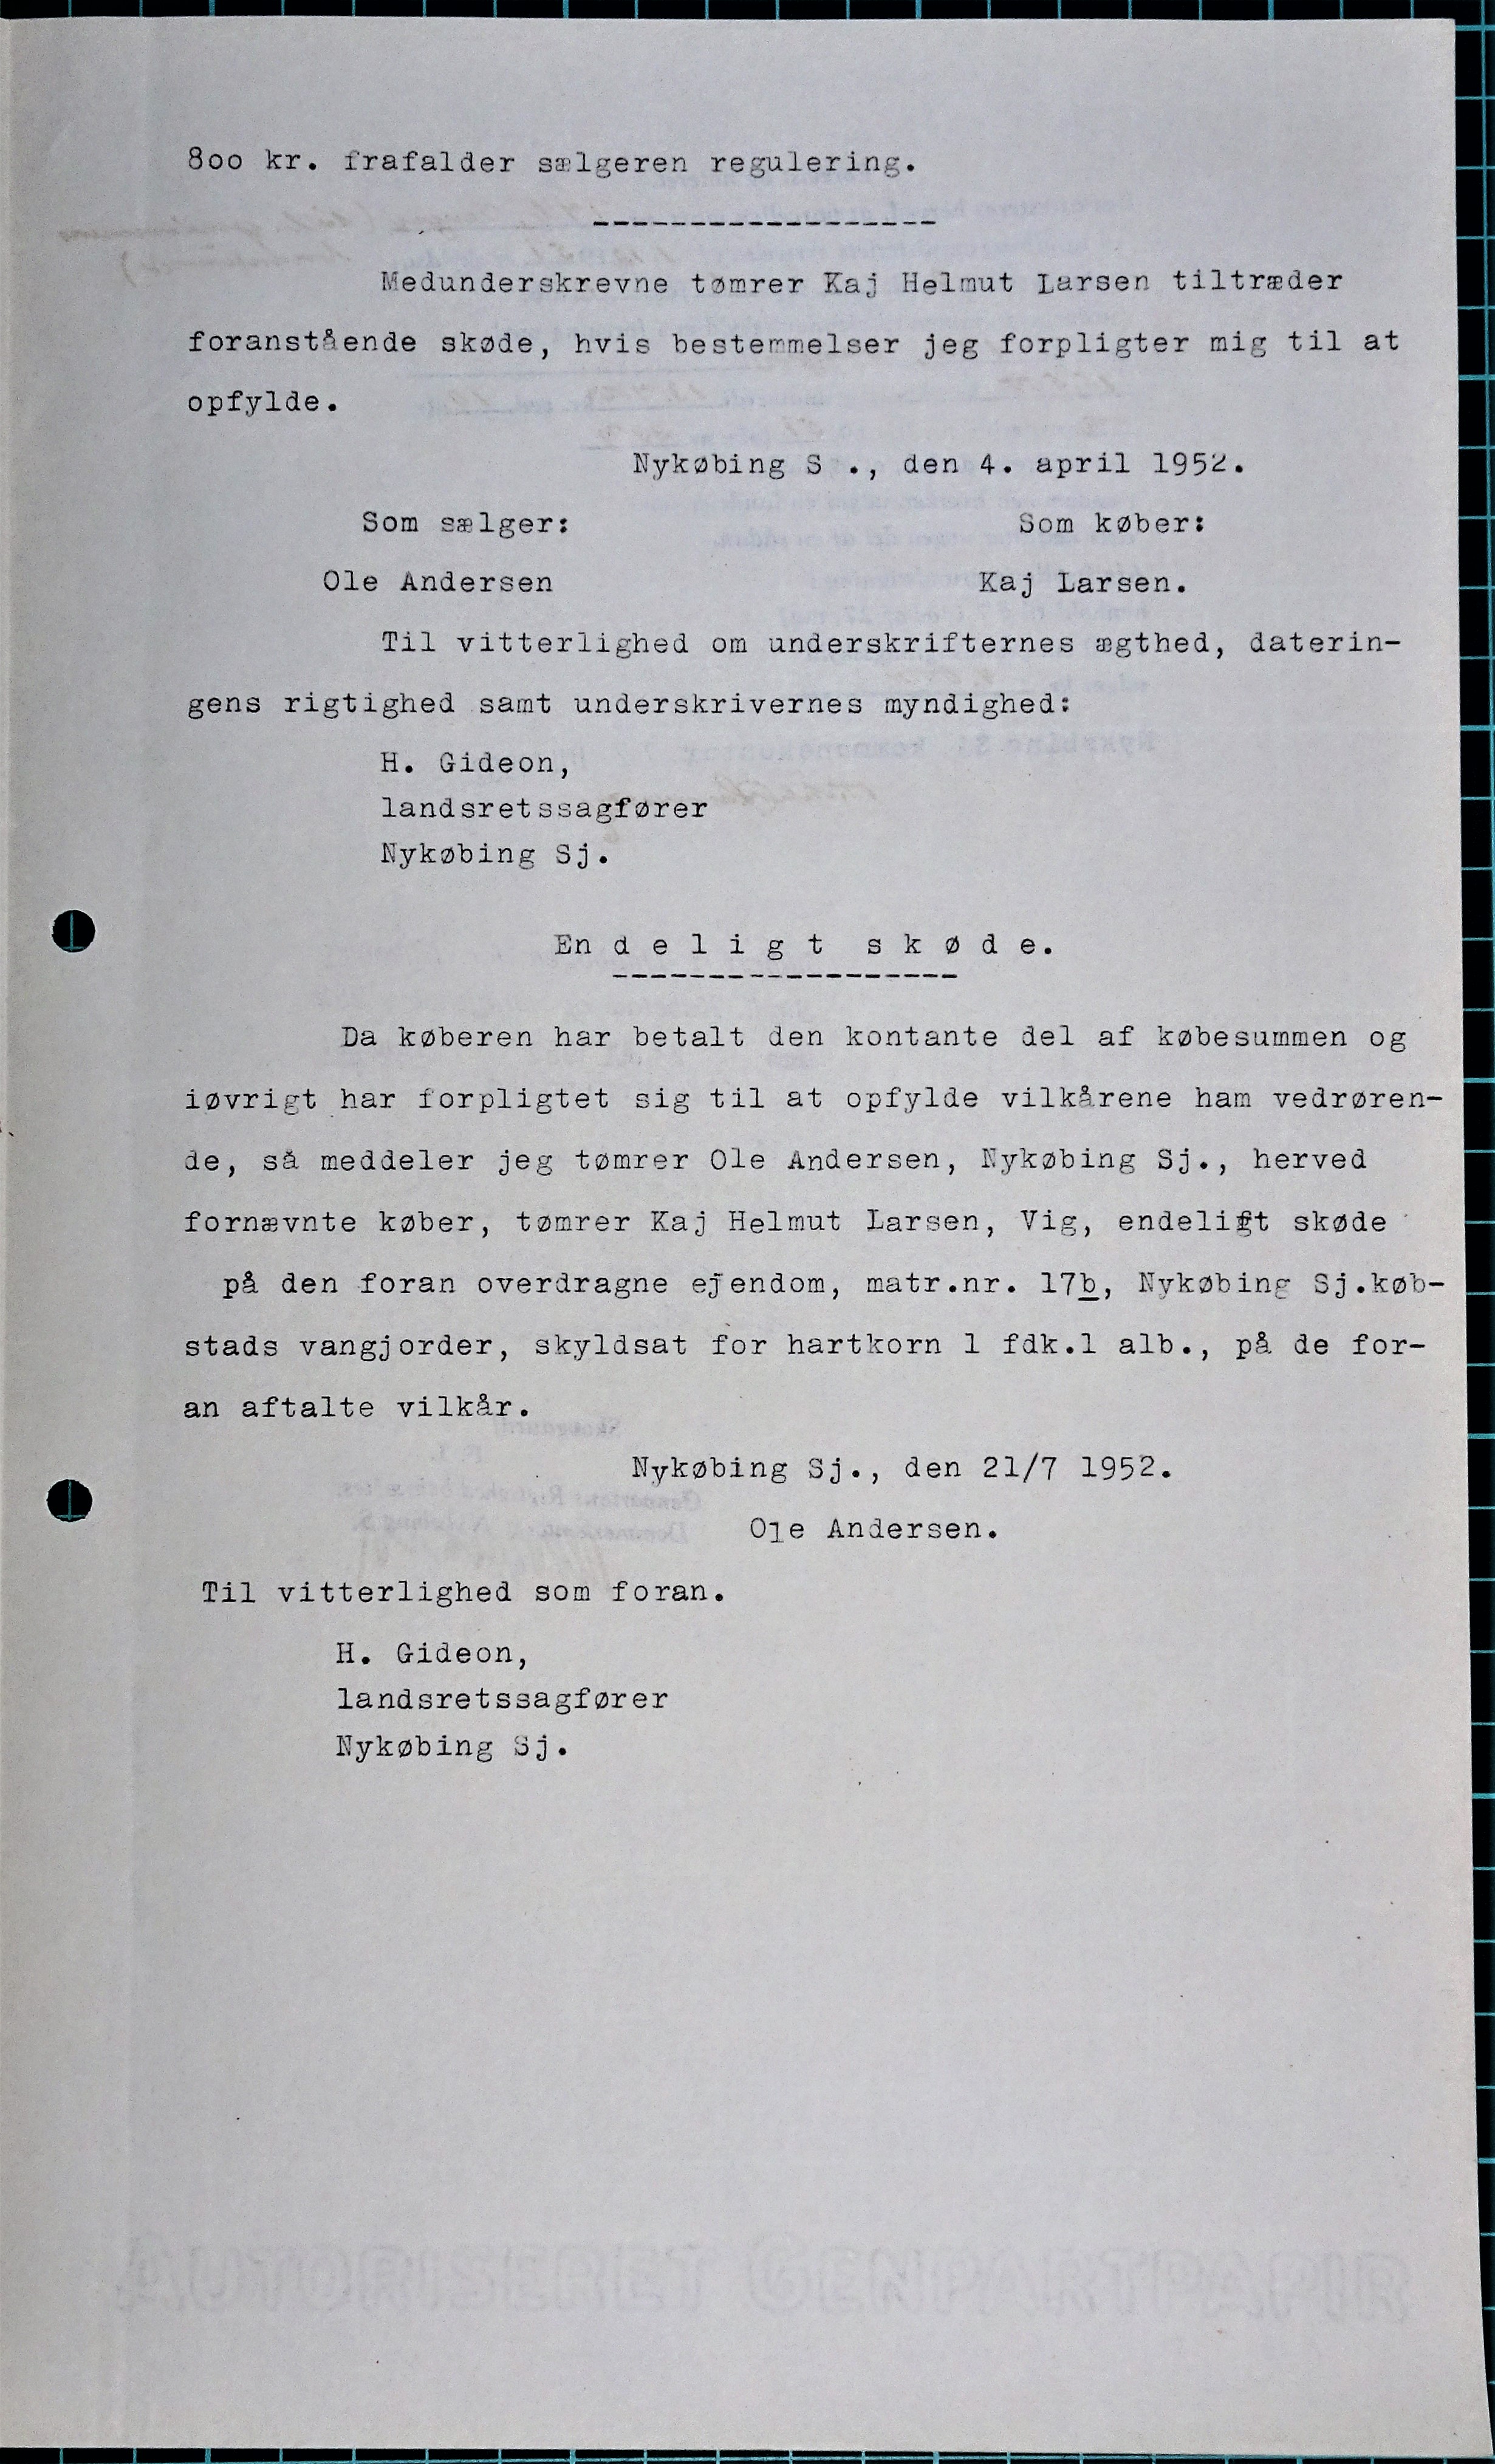 800 kr. frafalder sælgeren regulering.
------------------
Medunderskrevne tømrer Kaj Helmut Larsen tiltræder
foranstående skøde, hvis bestemmelser jeg forpligter mig til at
opfylde.
Nykøbing S ., den 4. april 1952.
Som sælger: Som køber:
Ole Andersen Kaj Larsen.
Til vitterlighed om underskrifternes ægthed, daterin-
gens rigtighed samt underskrivernes myndighed:
H. Gideon,
landsretssagfører
Nykøbing Sj.
En d e l i g t s k ø d e.
------------------
Da køberen har betalt den kontante del af købesummen og
iøvrigt har forpligtet sig til at opfylde vilkårene ham vedrøren-
de, så meddeler jeg tømrer Ole Andersen, Nykøbing Sj., herved
fornævnte køber, tømrer Kaj Helmut Larsen, Vig, endeligt skøde
på den foran overdragne ejendom, matr.nr. 17b, Nykøbing Sj.køb-
stads vangjorder, skyldsat for hartkorn 1 fdk.1 alb., på de for-
an aftalte vilkår.
Nykøbing Sj., den 21/7 1952.
Ole Andersen.
Til vitterlighed som foran.
H. Gideon,
landsretssagfører
Nykøbing Sj.
AUTORISERET GENPARTPAPIR